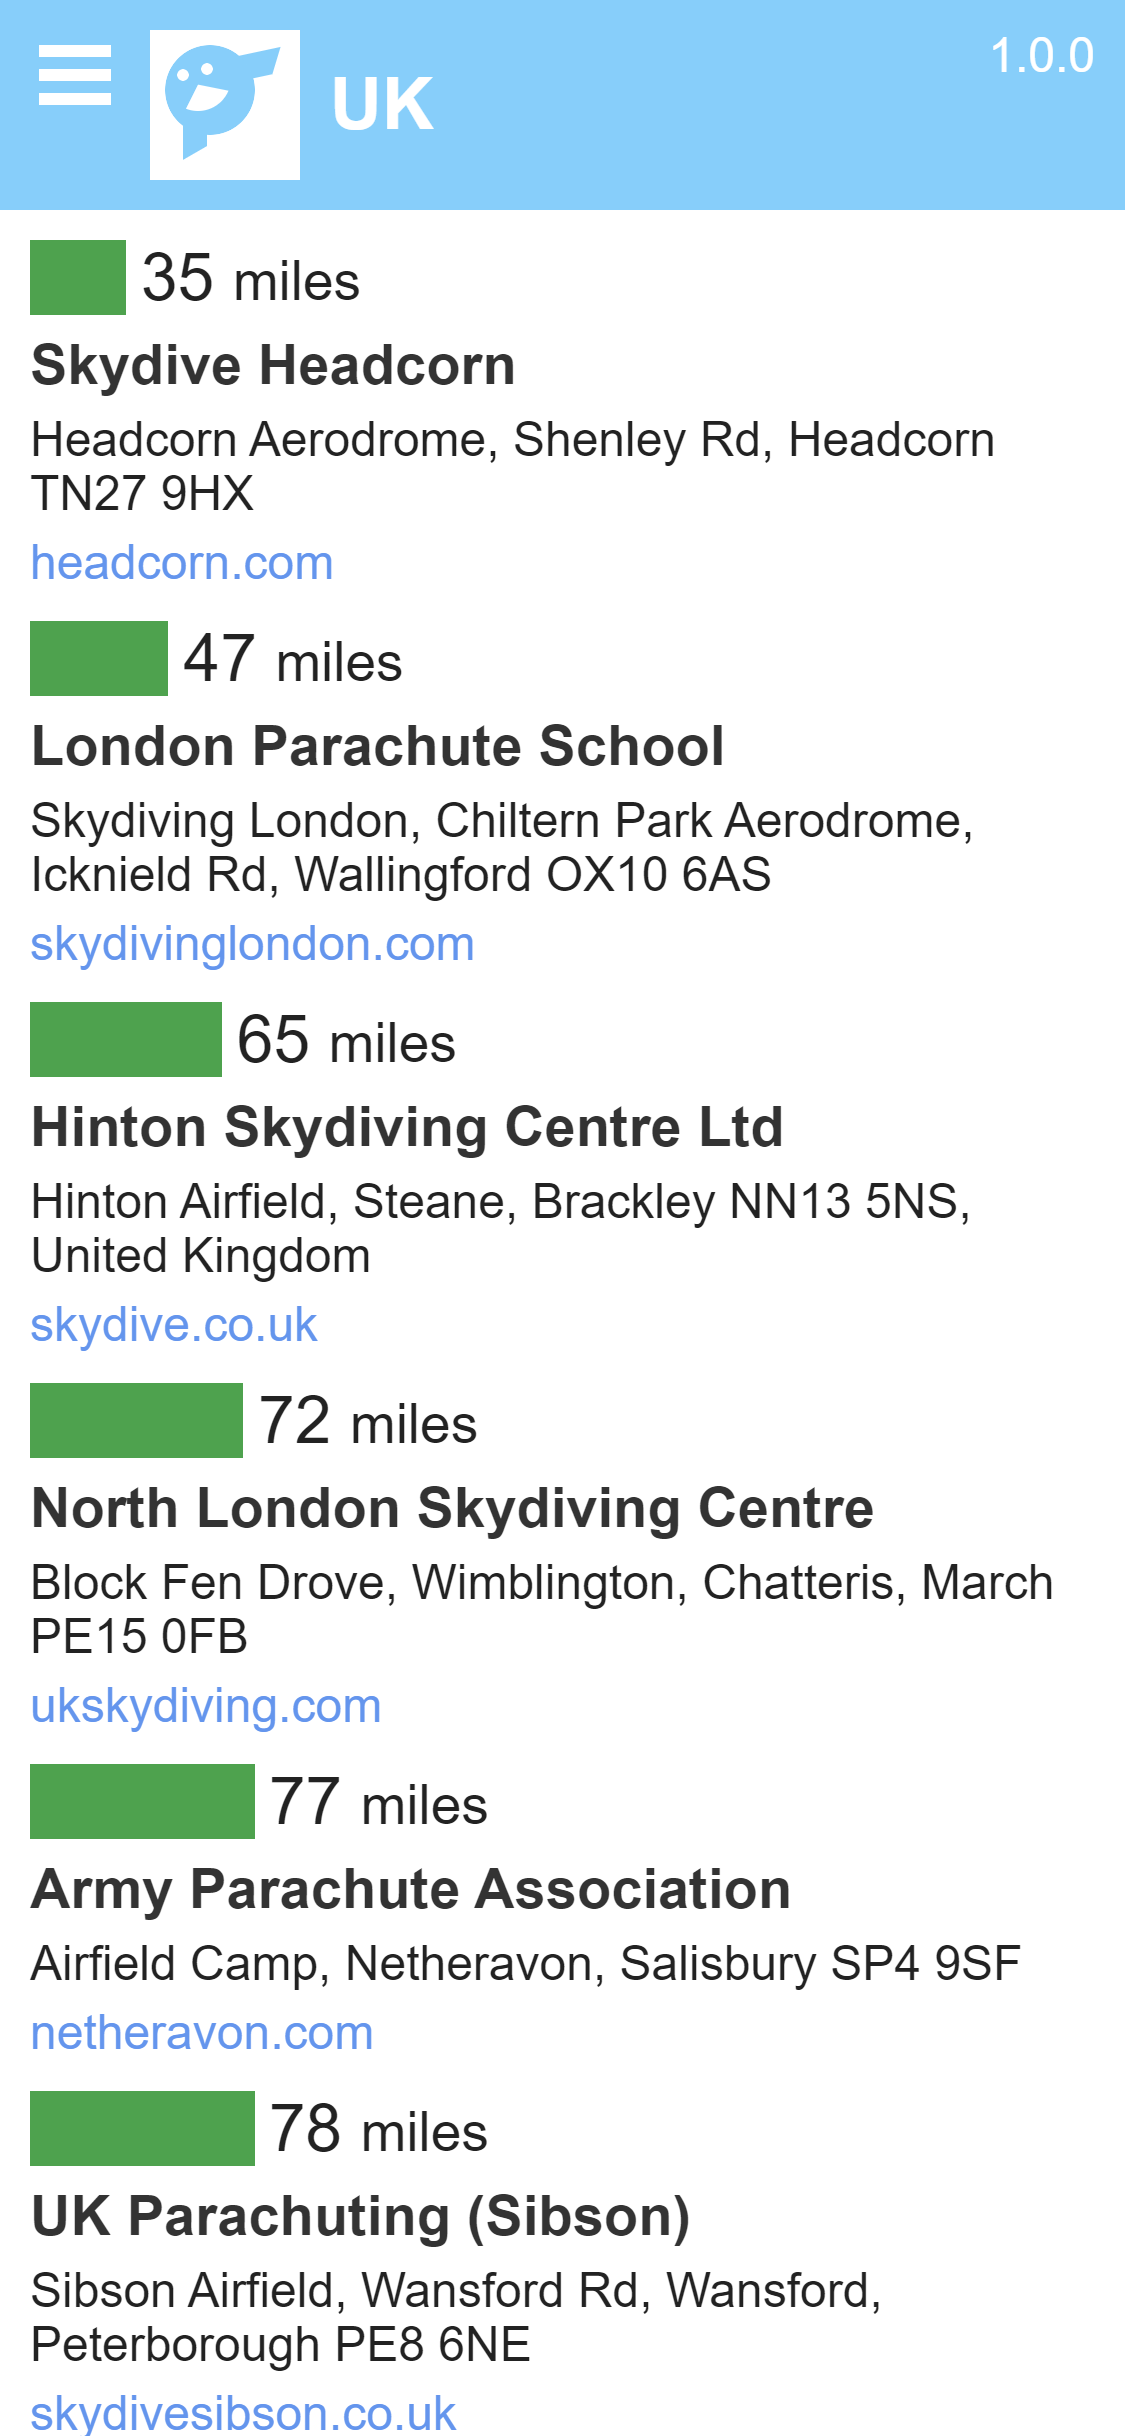 UK
1.0.0
35 miles
Skydive Headcorn
Headcorn Aerodrome, Shenley Rd, Headcorn
TN27 9HX
headcorn.com
47 miles
London Parachute School
Skydiving London, Chiltern Park Aerodrome,
Icknield Rd, Wallingford OX10 6AS
skydivinglondon.com
65 miles
Hinton Skydiving Centre Ltd
Hinton Airfield, Steane, Brackley NN13 5NS,
United Kingdom
skydive.co.uk
72 miles
North London Skydiving Centre
Block Fen Drove, Wimblington, Chatteris, March
PE15 0FB
ukskydiving.com
77 miles
Army Parachute Association
Airfield Camp, Netheravon, Salisbury SP4 9SF
netheravon.com
78 miles
UK Parachuting (Sibson)
Sibson Airfield, Wansford Rd, Wansford,
Peterborough PE8 6NE
skydivesibson.co.uk